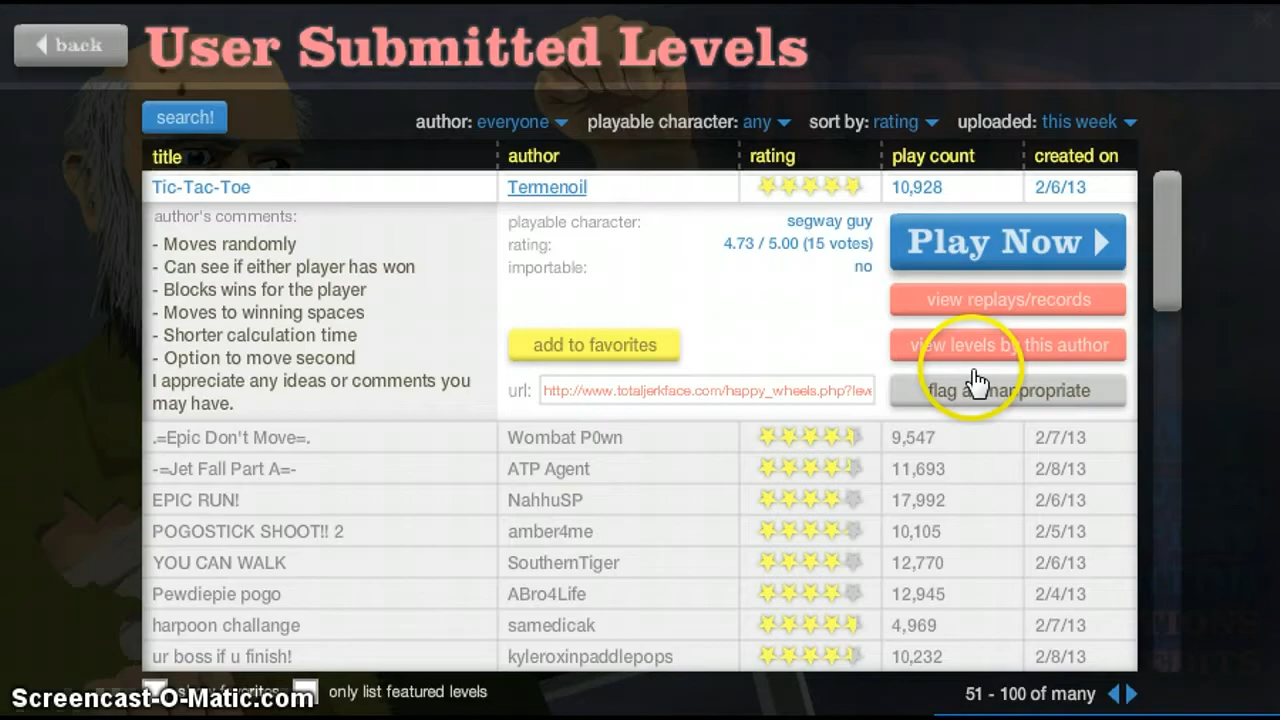 back
User Submitted Levels
search!
author: everyone playable character: any sort by: rating uploaded: this week
title author rating play count created on
Tic-Tac-Toe Termenoil 10,928 2/6/13
author's comments:
- Moves randomly
- Can see if either player has won
- Blocks wins for the player
- Moves to winning spaces
- Shorter calculation time
- Option to move second
I appreciate any ideas or comments you
may have.
playable character: segway guy
rating: 4.73 / 5.00 (15 votes)
importable: no
add to favorites
url: http://www.totaljerkface.com/happy_wheels.php?lev
Play Now
view replays/records
view levels by this author
flag as inappropriate
.=Epic Don't Move=. Wombat P0wn 9,547 2/7/13
-=Jet Fall Part A=- ATP Agent 11,693 2/8/13
EPIC RUN! NahhuSP 17,992 2/6/13
POGOSTICK SHOOT!! 2 amber4me 10,105 2/5/13
YOU CAN WALK SouthernTiger 12,770 2/6/13
Pewdiepie pogo ABro4Life 12,945 2/4/13
harpoon challange samedicak 4,969 2/7/13
ur boss if u finish! kyleroxinpaddlepops 10,232 2/8/13
only list featured levels
51 - 100 of many
Screencast-O-Matic.com